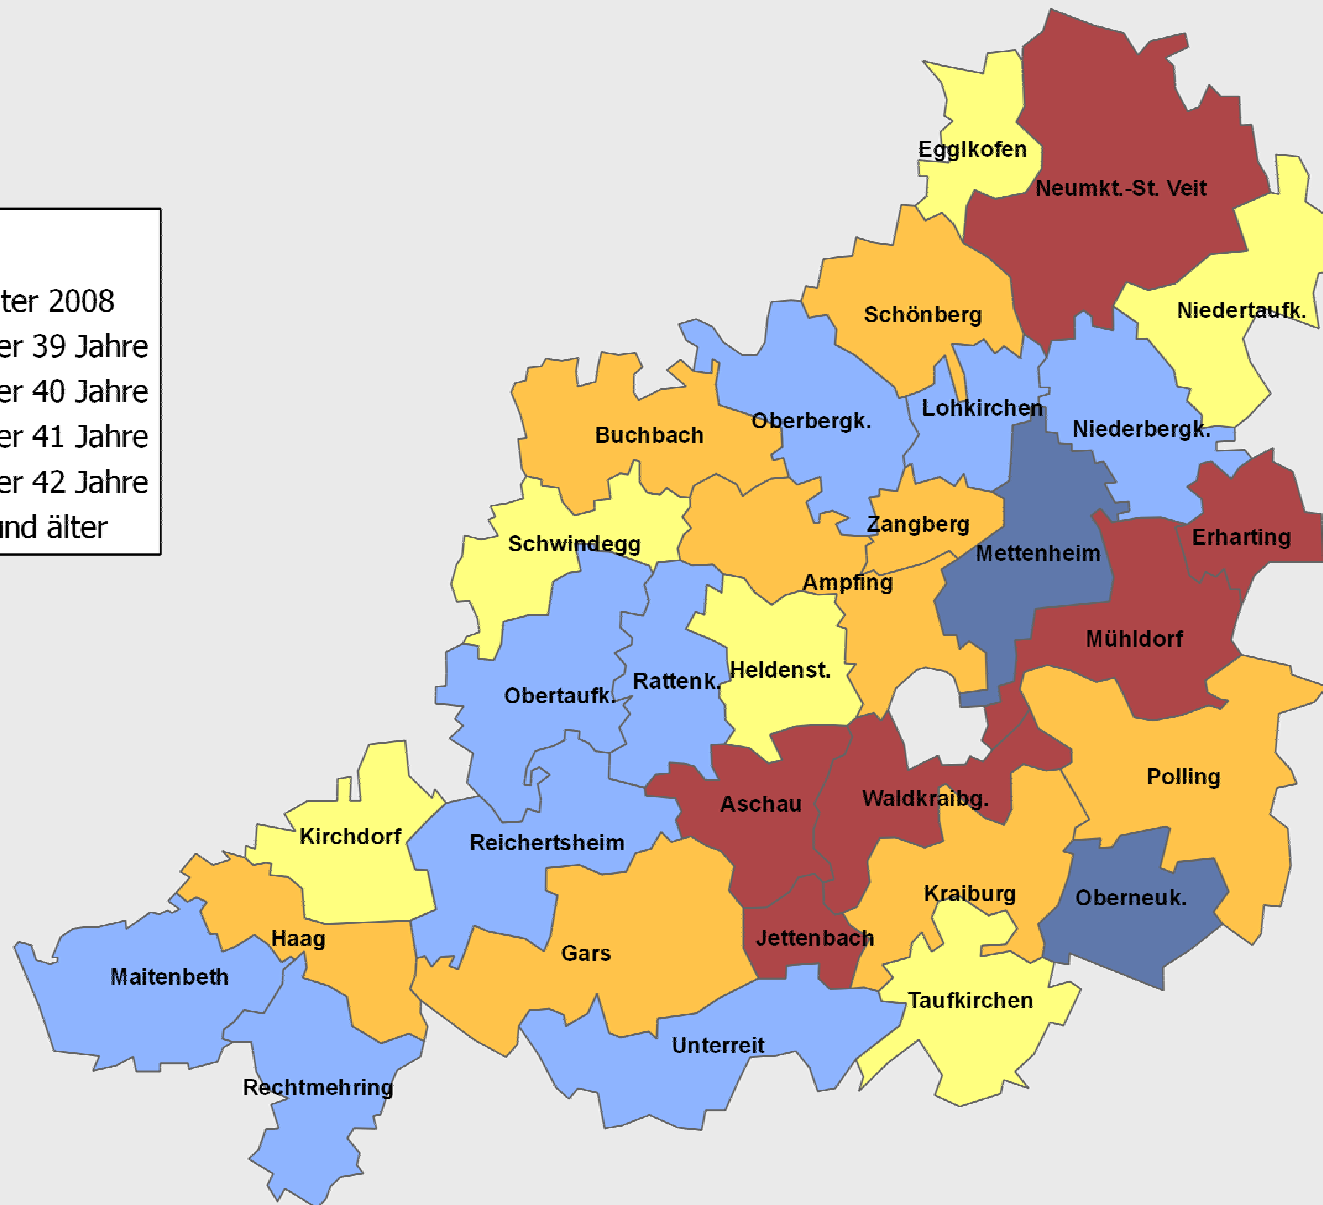 ter 2008
er 39 Jahre
er 40 Jahre
er 41 Jahre
er 42 Jahre
und älter
Egglkofen
Neumkt.-St. Veit
Niedertaufk.
Schönberg
Lohkirchen
Oberbergk.
Niederbergk.
Buchbach
Zangberg
Erharting
Schwindegg
Mettenheim
Ampfing
Mühldorf
Heldenst.
Rattenk.
Obertaufk.
Polling
Waldkraibg.
Aschau
Kirchdorf
Reichertsheim
Kraiburg
Oberneuk.
Haag
Jettenbach
Gars
Maitenbeth
Taufkirchen
Unterreit
Rechtmehring